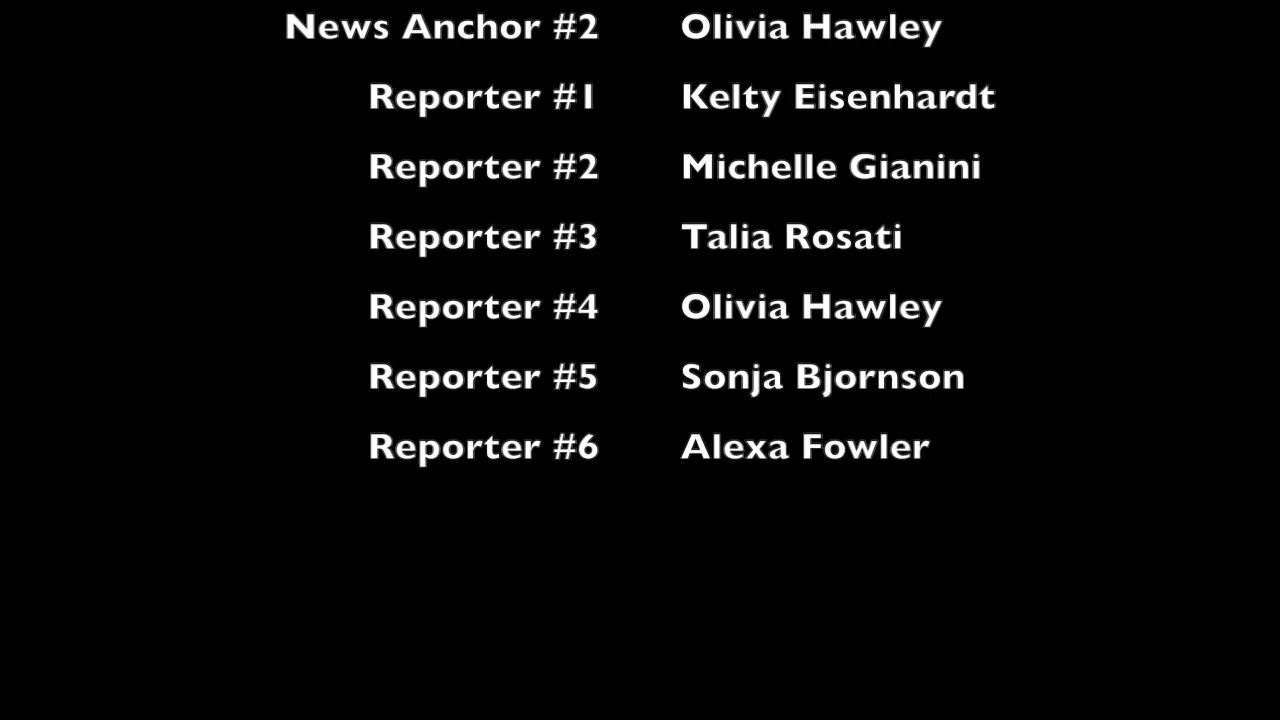 News Anchor #2 Olivia Hawley
Reporter #1 Kelty Eisenhardt
Reporter #2 Michelle Gianini
Reporter #3 Talia Rosati
Reporter #4 Olivia Hawley
Reporter #5 Sonja Bjornson
Reporter #6 Alexa Fowler